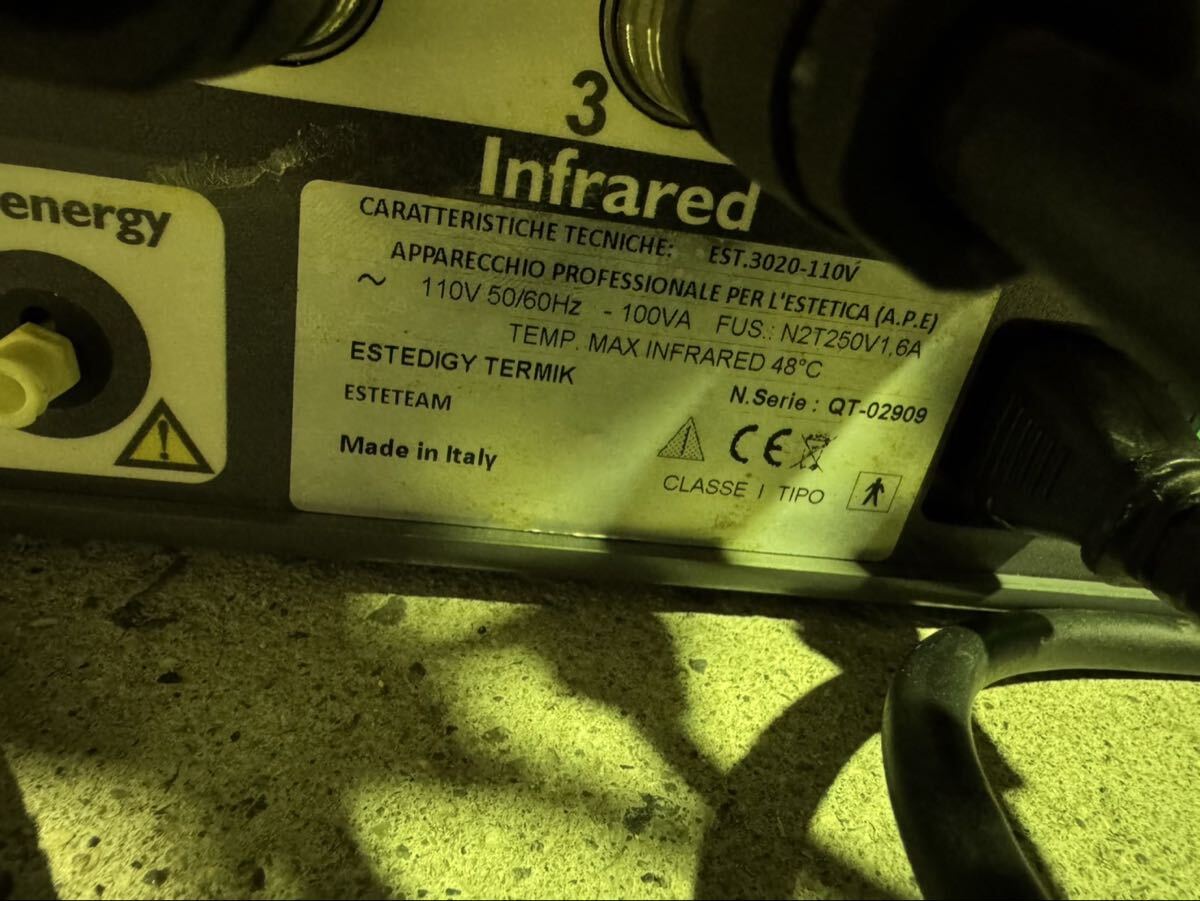 3
Infrared
energy
CARATTERISTICHE TECNICHE: EST.3020-110V
APPARECCHIO PROFESSIONALE PER L'ESTETICA (A.P.E)
~ 110V 50/60Hz - 100VA FUS.: N2T250V1,6A
TEMP. MAX INFRARED 48°C
ESTEDIGY TERMIK
N.Serie : QT-02909
ESTETEAM
CE
Made in Italy
CLASSE I TIPO